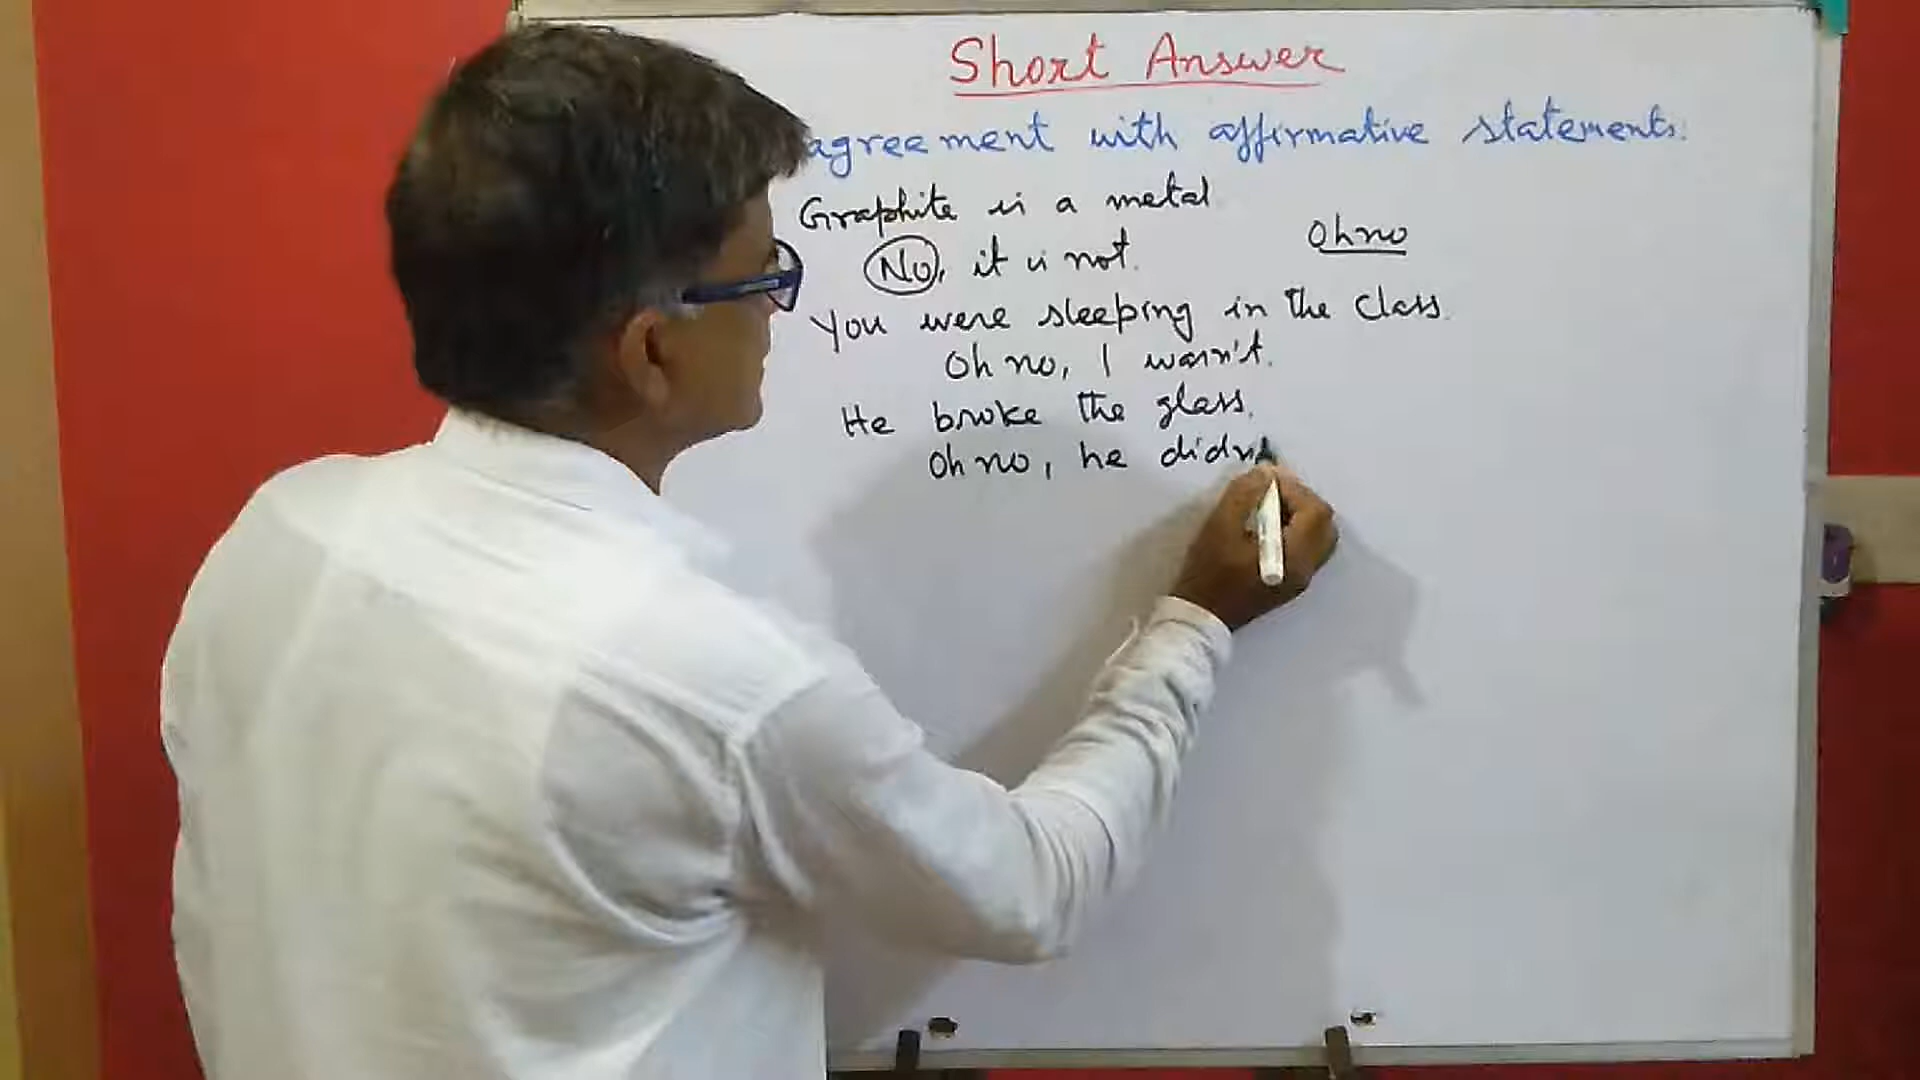 Short Answer
agreement with affirmative statements.
Graphite is a metal.
No, it is not.
Oh no
You were sleeping in the class.
Oh no, I wasn't.
He broke the glass.
Oh no, he didn